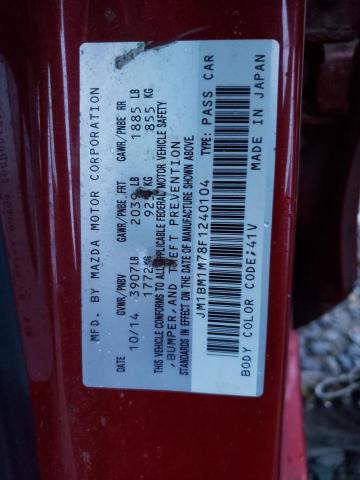 MFD. BY MAZDA MOTOR CORPORATION
DATE GVWR/PNBV GAWR/PNBE FRT GAWR/PNBE RR
10/14 3907LB 2039LB 1885 LB
1772KG KG 855 KG
THIS VEHICLE CONFORMS TO ALL APPLICABLE FEDERAL MOTOR VEHICLE SAFETY
,BUMPER,AND THEFT PREVENTION
STANDARDS IN EFFECT ON THE DATE OF MANUFACTURE SHOWN ABOVE.
JM1BM1M78F1240104 TYPE: PASS CAR
BODY COLOR CODE;41V MADE IN JAPAN